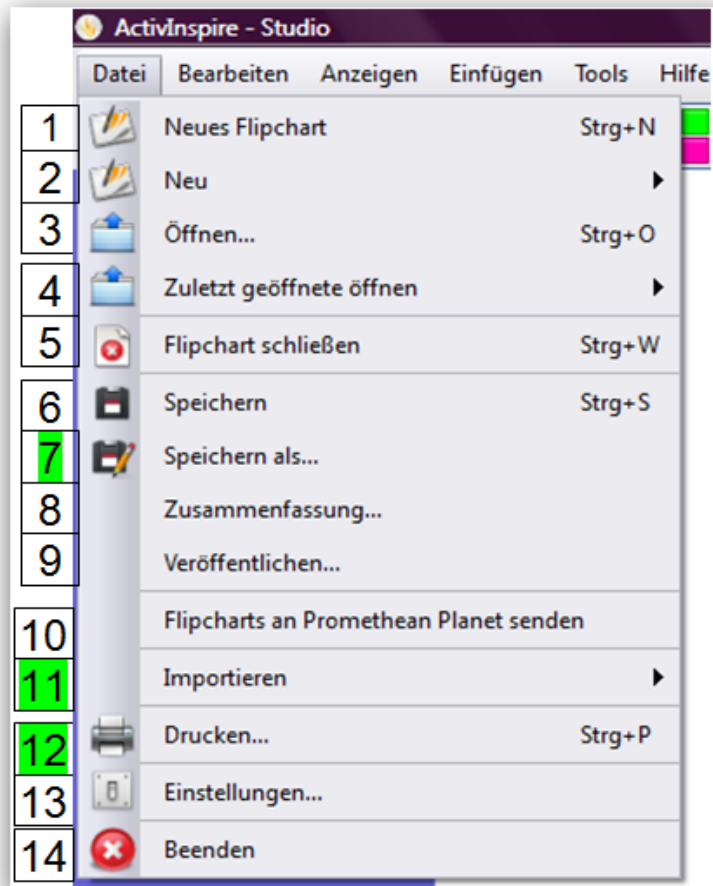 ActivInspire - Studio
Datei Bearbeiten Anzeigen Einfügen Tools Hilfe
1 Neues Flipchart Strg+N
2 Neu
3 Öffnen... Strg+O
4 Zuletzt geöffnete öffnen
5 Flipchart schließen Strg+W
6 Speichern Strg+S
7 Speichern als...
8 Zusammenfassung...
9 Veröffentlichen...
10 Flipcharts an Promethean Planet senden
11 Importieren
12 Drucken... Strg+P
13 Einstellungen...
14 Beenden